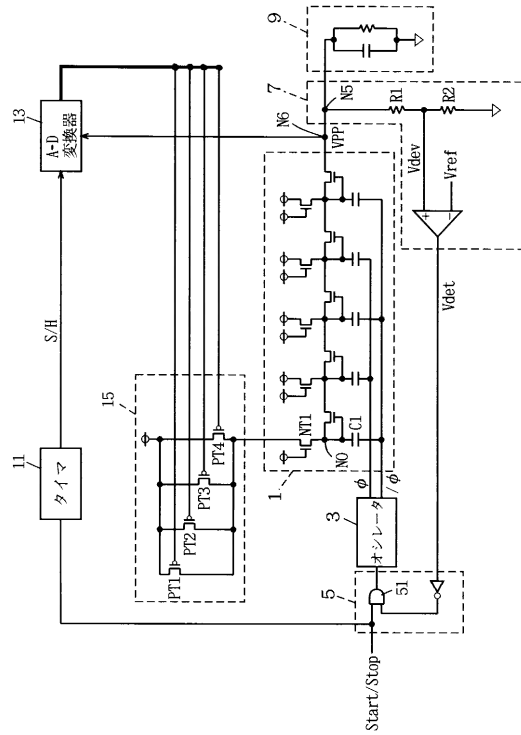 13
A-D
変換器
S/H
11
タイマ
15
PT1
PT2
PT3
PT4
9
7
N6
VPP
N5
R1
R2
Vdev
Vref
+
−
Vdet
1
NT1
N0
C1
φ
/φ
3
オシレータ
5
51
Start/Stop